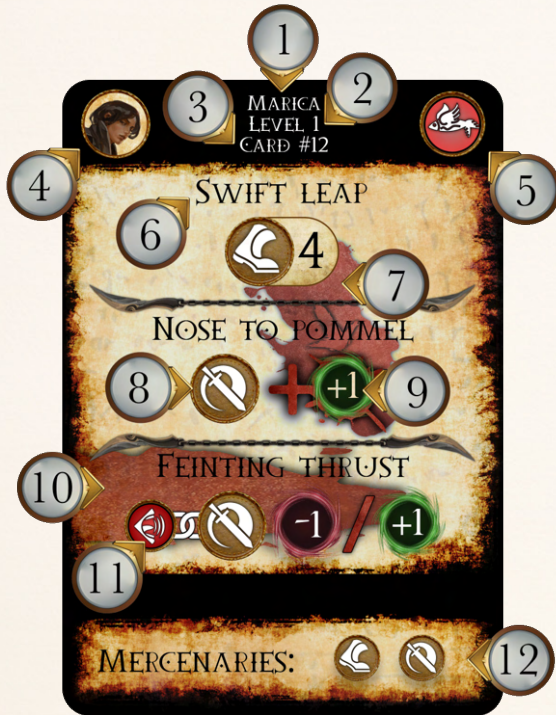 1
2
3
MARICA
LEVEL 1
CARD #12
4
5
SWIFT LEAP
6
4
7
NOSE TO POMMEL
8
+
+1
9
FEINTING THRUST
10
-1 / +1
11
MERCENARIES:
12